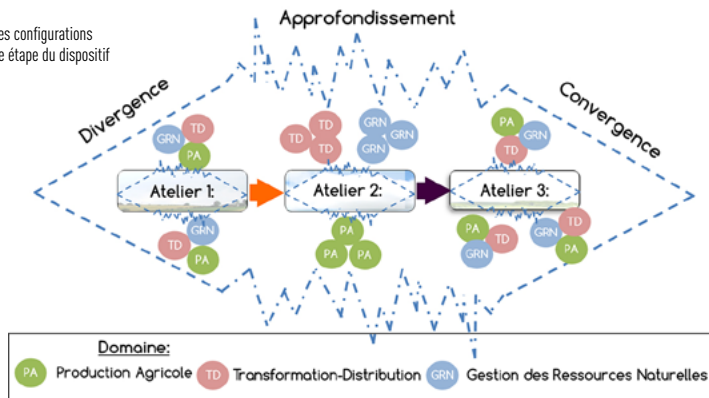 es configurations
e étape du dispositif
Approfondissement
Divergence
Convergence
GRN TD PA
TD TD TD
GRN GRN GRN
PA GRN TD
Atelier 1:
Atelier 2:
Atelier 3:
TD GRN PA
PA PA PA
PA TD GRN
GRN TD PA
Domaine:
PA Production Agricole TD Transformation-Distribution GRN Gestion des Ressources Naturelles